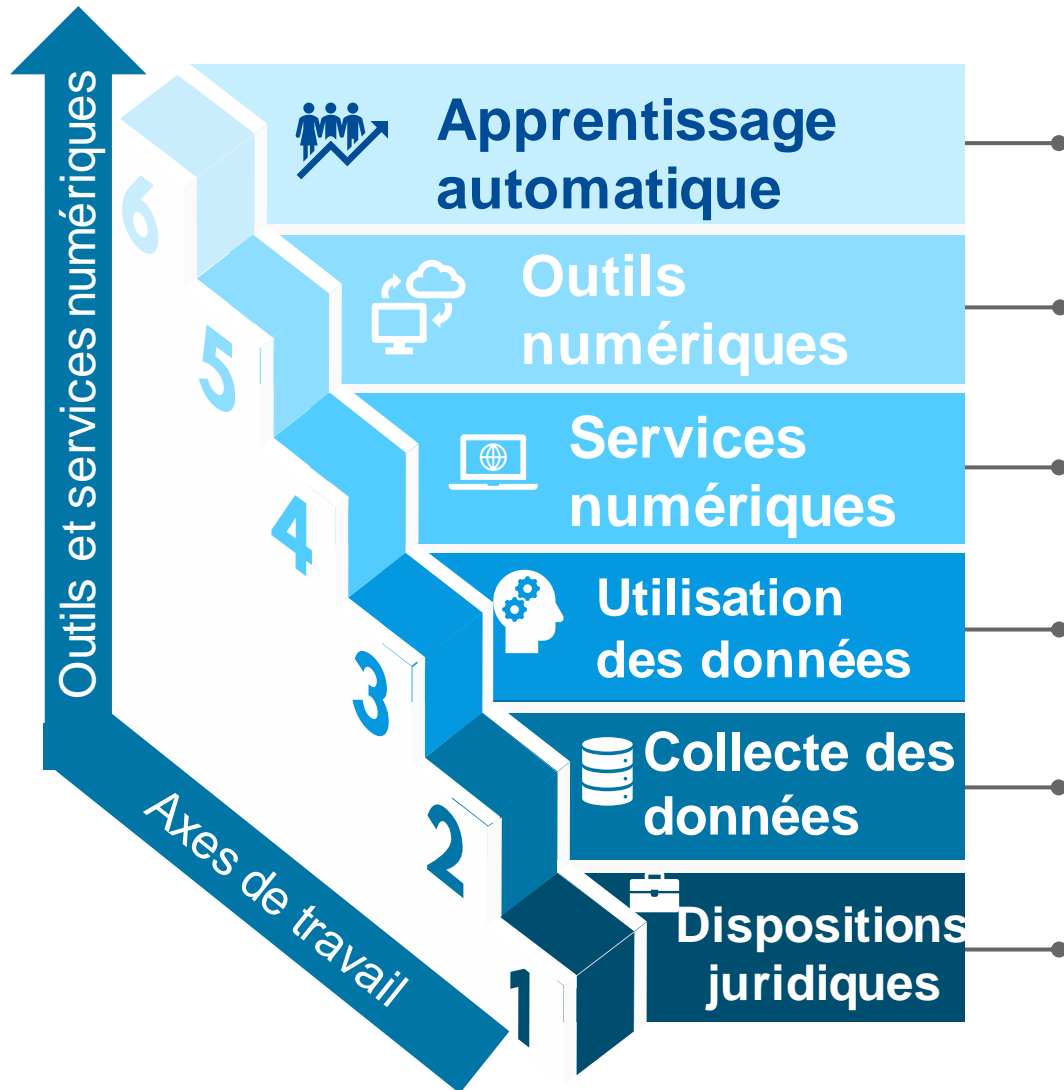 Outils et services numériques
Axes de travail
6
Apprentissage
automatique
5
Outils
numériques
4
Services
numériques
3
Utilisation
des données
2
Collecte des
données
1
Dispositions
juridiques